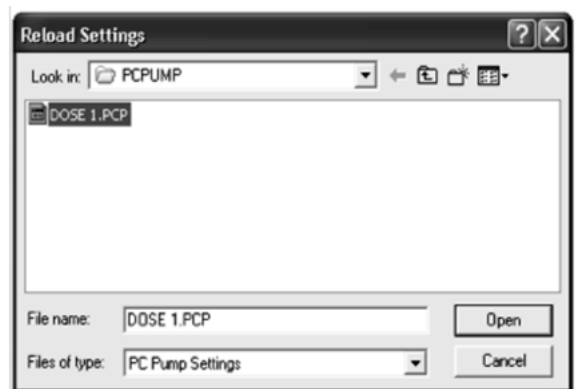 Reload Settings
Look in: PCPUMP
DOSE 1.PCP
File name: DOSE 1.PCP
Open
Files of type: PC Pump Settings
Cancel